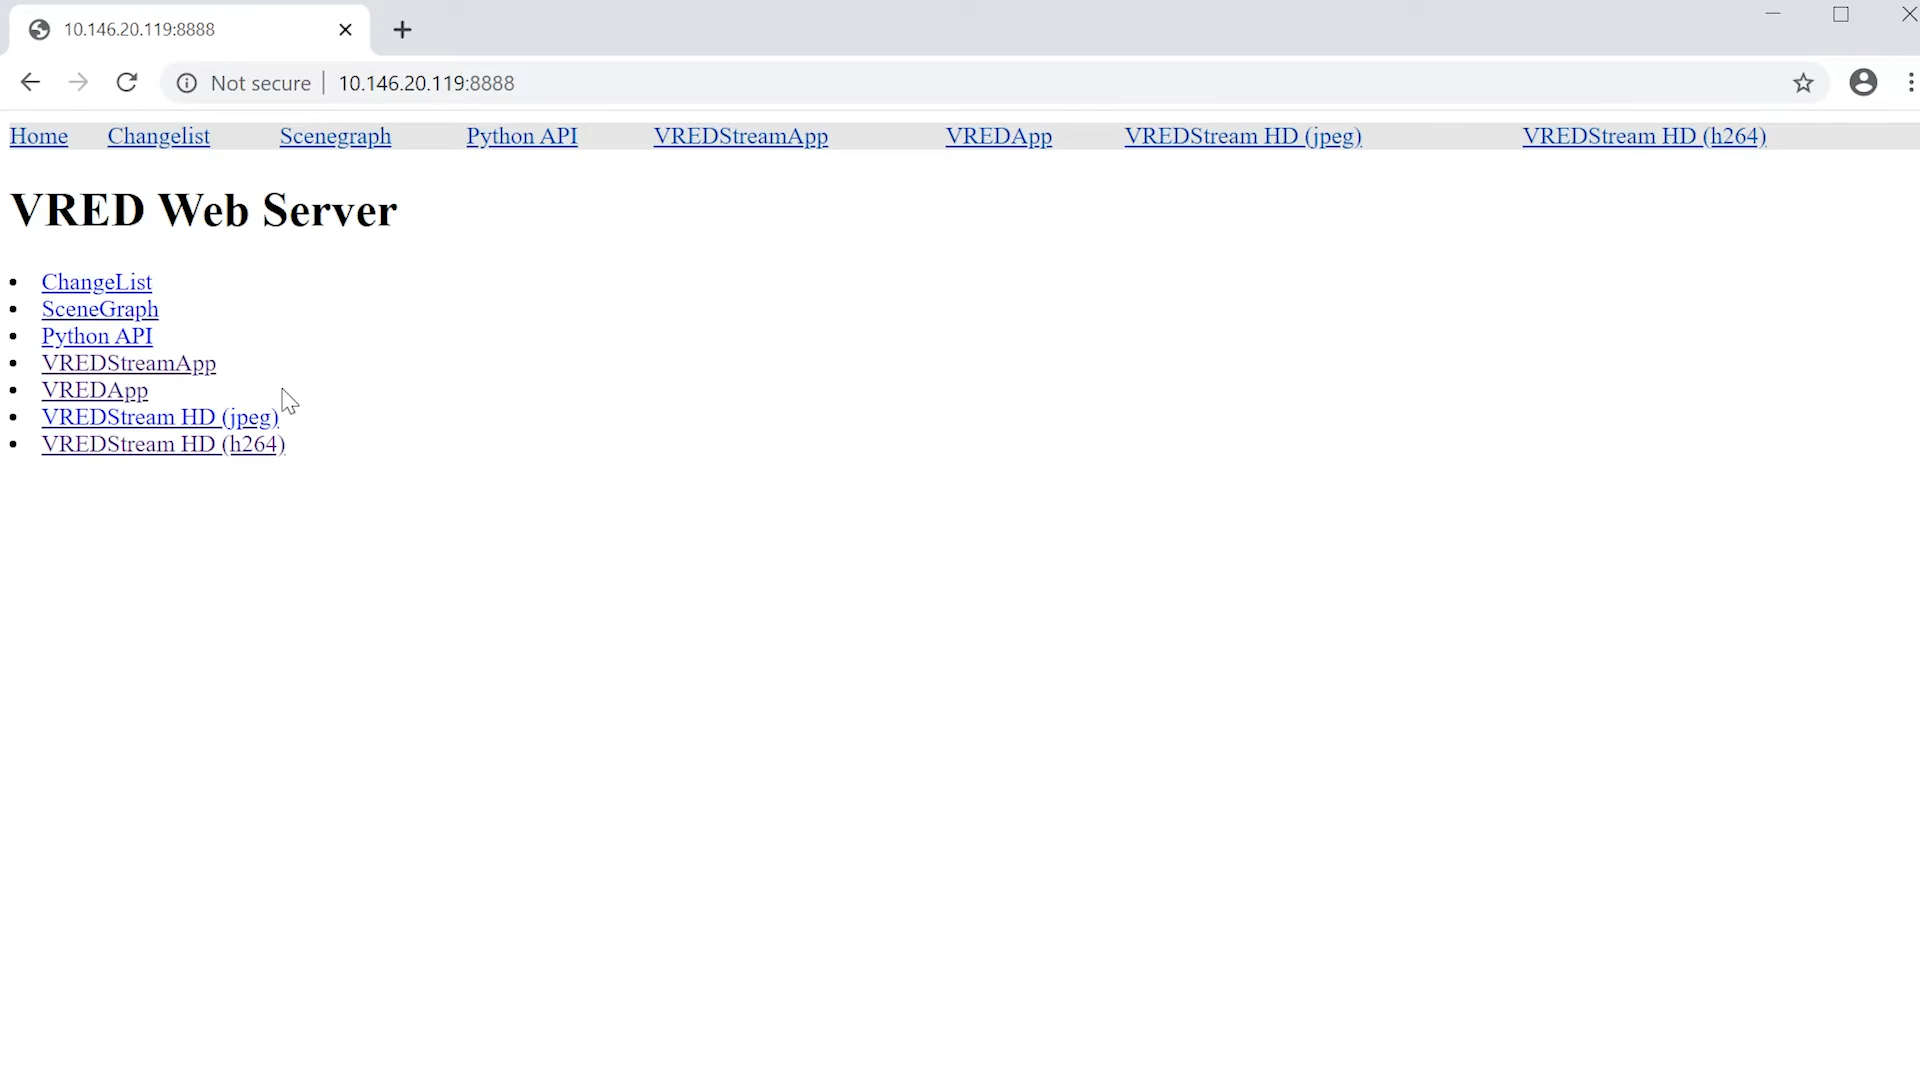 10.146.20.119:8888
Not secure | 10.146.20.119:8888
Home Changelist Scenegraph Python API VREDStreamApp VREDApp VREDStream HD (jpeg) VREDStream HD (h264)
VRED Web Server
ChangeList
SceneGraph
Python API
VREDStreamApp
VREDApp
VREDStream HD (jpeg)
VREDStream HD (h264)